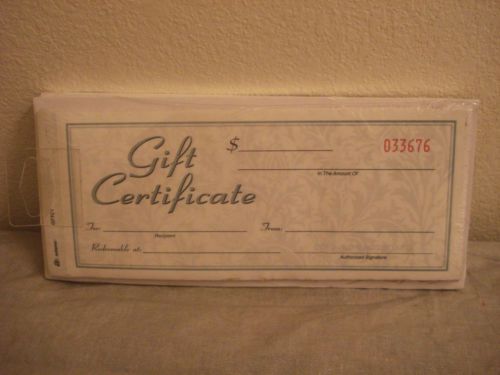 Gift
Certificate
$
033676
In The Amount Of
To:
From:
Recipient
Redeemable at:
Authorized Signature